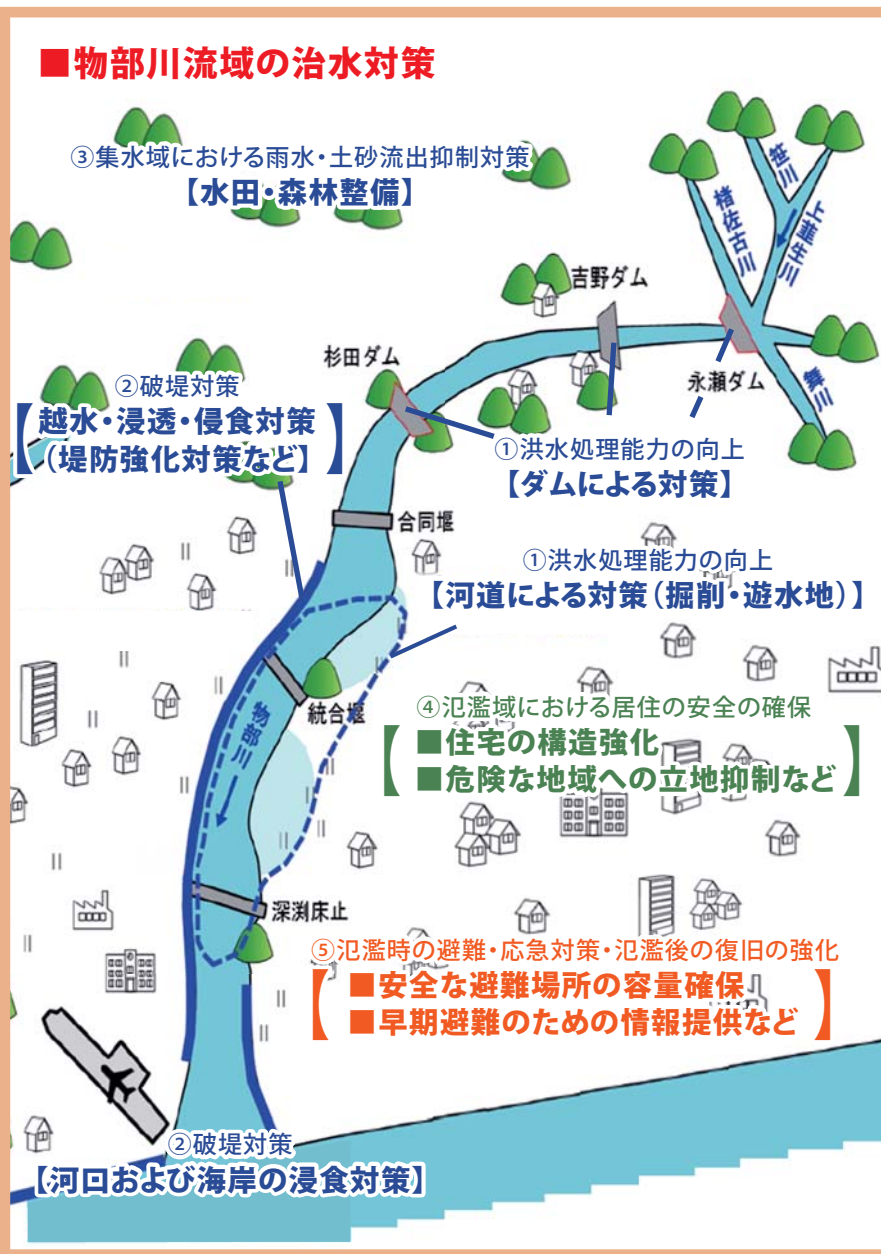 ■物部川流域の治水対策
③集水域における雨水・土砂流出抑制対策
【水田・森林整備】
笹川
楮佐古川
上韮生川
吉野ダム
杉田ダム
永瀬ダム
舞川
②破堤対策
【越水・浸透・侵食対策
（堤防強化対策など】
①洪水処理能力の向上
【ダムによる対策】
合同堰
①洪水処理能力の向上
【河道による対策（掘削・遊水地）】
統合堰
物部川
④氾濫域における居住の安全の確保
【■住宅の構造強化
■危険な地域への立地抑制など】
深渕床止
⑤氾濫時の避難・応急対策・氾濫後の復旧の強化
【■安全な避難場所の容量確保
■早期避難のための情報提供など】
②破堤対策
【河口および海岸の浸食対策】